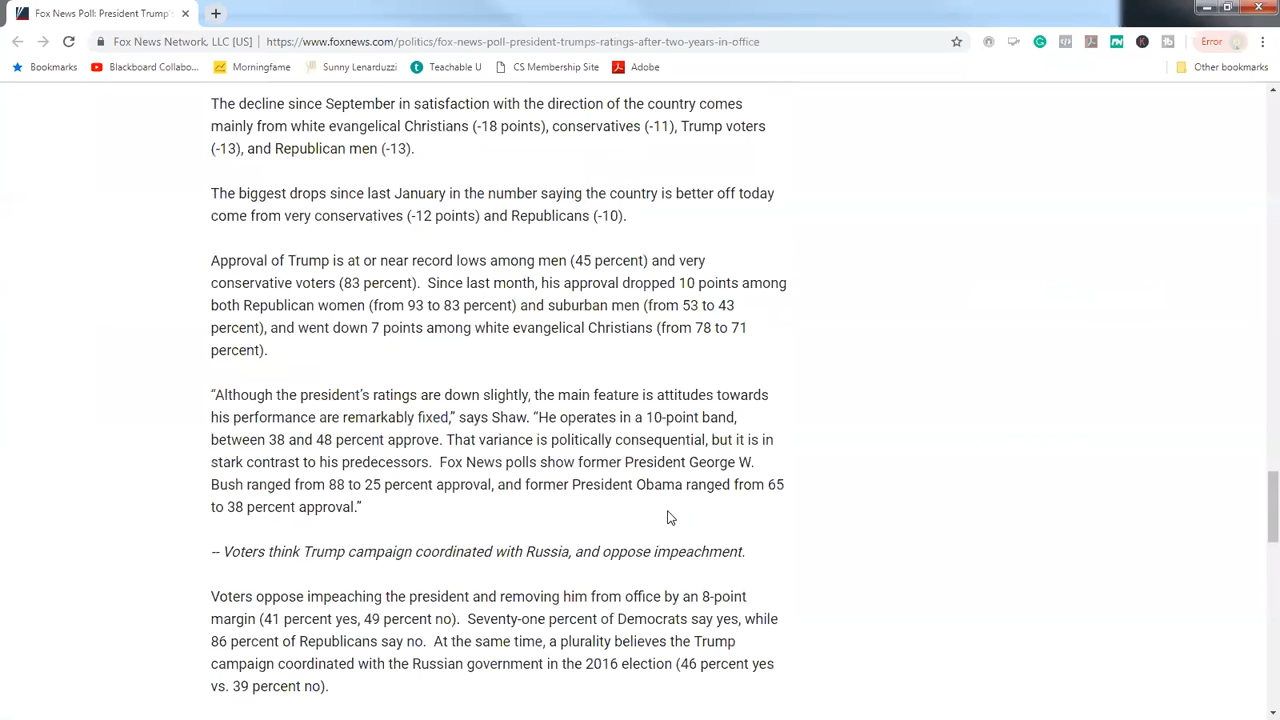 Fox News Poll: President Trump's
Fox News Network, LLC [US] | https://www.foxnews.com/politics/fox-news-poll-president-trumps-ratings-after-two-years-in-office
Error
Bookmarks Blackboard Collabo... Morningfame Sunny Lenarduzzi Teachable U CS Membership Site Adobe Other bookmarks
The decline since September in satisfaction with the direction of the country comes
mainly from white evangelical Christians (-18 points), conservatives (-11), Trump voters
(-13), and Republican men (-13).
The biggest drops since last January in the number saying the country is better off today
come from very conservatives (-12 points) and Republicans (-10).
Approval of Trump is at or near record lows among men (45 percent) and very
conservative voters (83 percent).  Since last month, his approval dropped 10 points among
both Republican women (from 93 to 83 percent) and suburban men (from 53 to 43
percent), and went down 7 points among white evangelical Christians (from 78 to 71
percent).
“Although the president’s ratings are down slightly, the main feature is attitudes towards
his performance are remarkably fixed,” says Shaw. “He operates in a 10-point band,
between 38 and 48 percent approve. That variance is politically consequential, but it is in
stark contrast to his predecessors.  Fox News polls show former President George W.
Bush ranged from 88 to 25 percent approval, and former President Obama ranged from 65
to 38 percent approval.”
-- Voters think Trump campaign coordinated with Russia, and oppose impeachment.
Voters oppose impeaching the president and removing him from office by an 8-point
margin (41 percent yes, 49 percent no).  Seventy-one percent of Democrats say yes, while
86 percent of Republicans say no.  At the same time, a plurality believes the Trump
campaign coordinated with the Russian government in the 2016 election (46 percent yes
vs. 39 percent no).